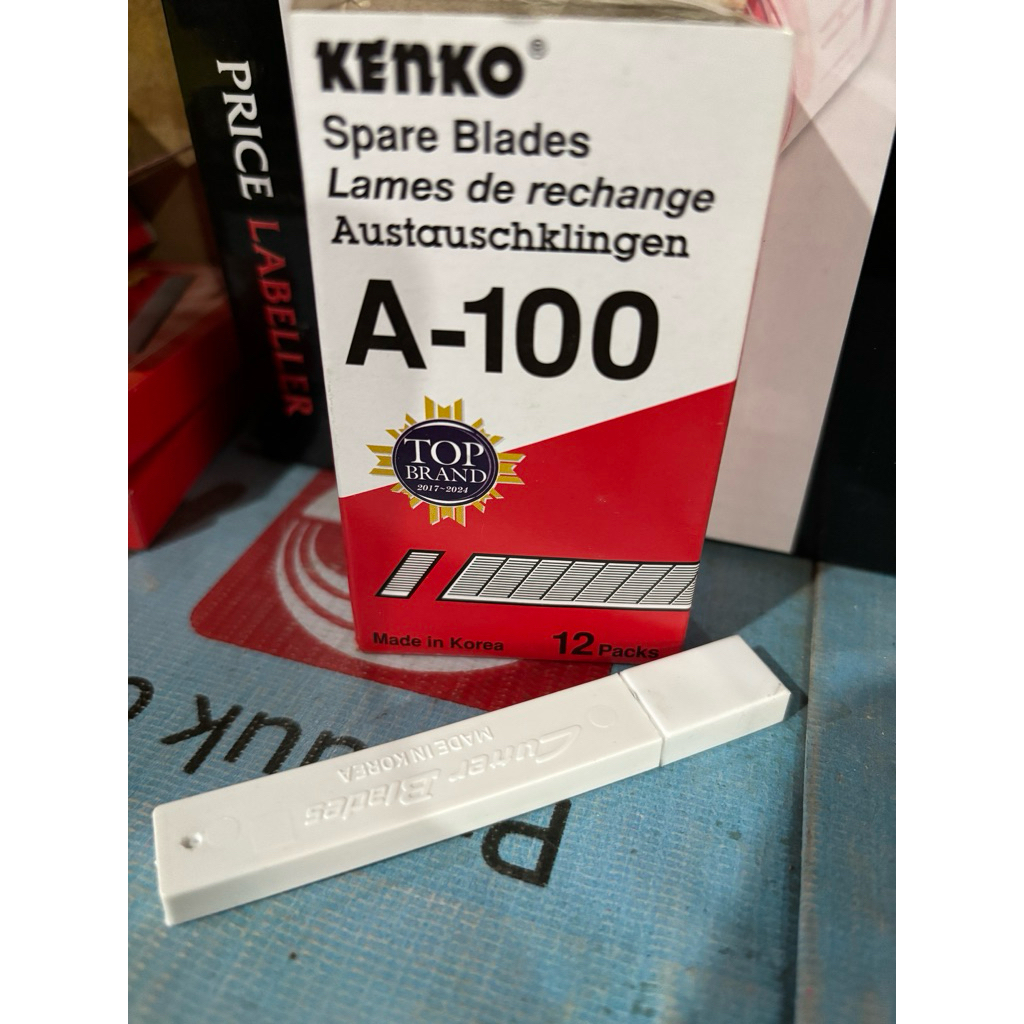 KENKO®
Spare Blades
Lames de rechange
Austauschklingen
A-100
TOP
BRAND
2017~2024
Made in Korea
12 Packs
PRICE LABELLER
Cutter Blades
MADE IN KOREA